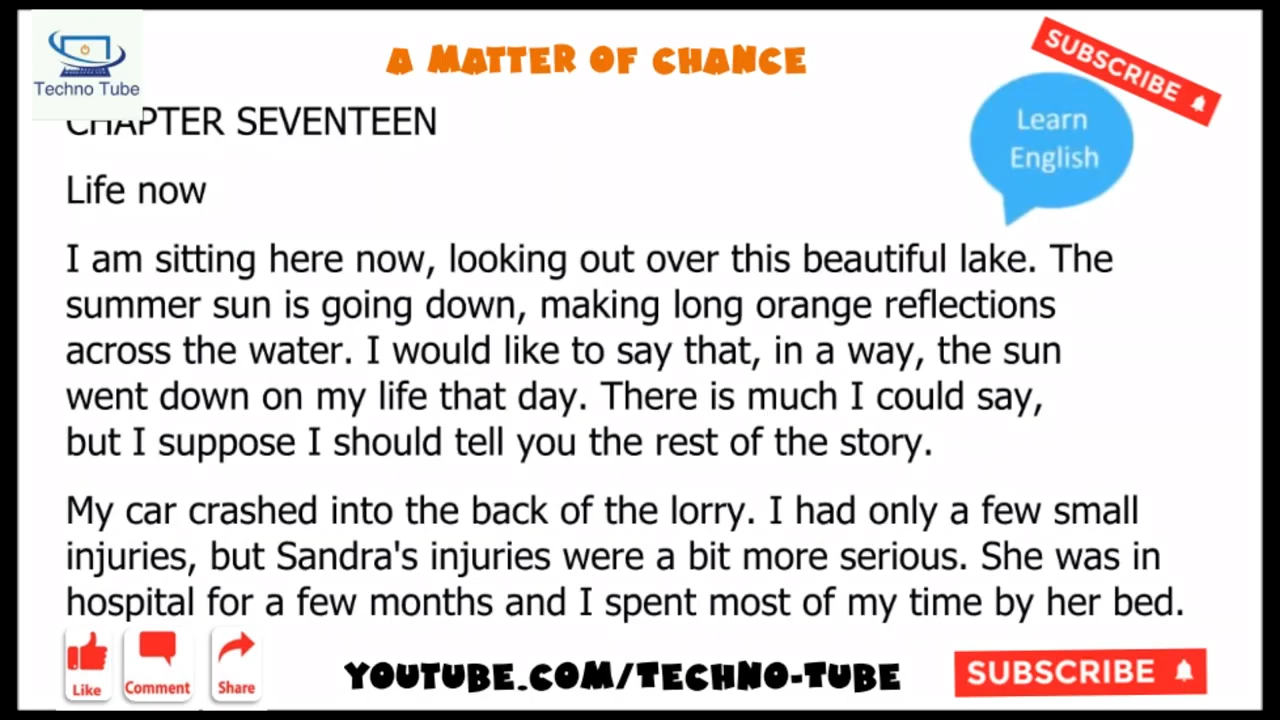 Techno Tube
A MATTER OF CHANCE
SUBSCRIBE
CHAPTER SEVENTEEN
Learn
English
Life now
I am sitting here now, looking out over this beautiful lake. The
summer sun is going down, making long orange reflections
across the water. I would like to say that, in a way, the sun
went down on my life that day. There is much I could say,
but I suppose I should tell you the rest of the story.
My car crashed into the back of the lorry. I had only a few small
injuries, but Sandra's injuries were a bit more serious. She was in
hospital for a few months and I spent most of my time by her bed.
Like
Comment
Share
YOUTUBE.COM/TECHNO-TUBE
SUBSCRIBE